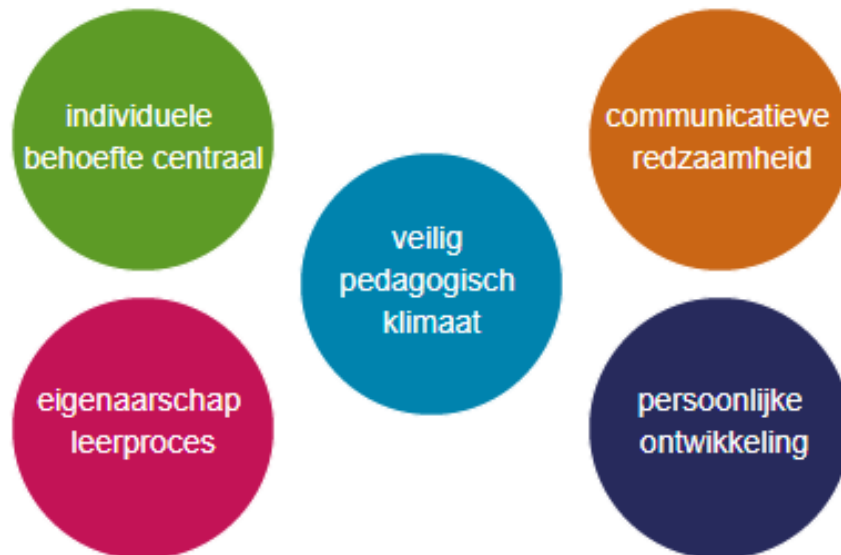 individuele
behoefte centraal
communicatieve
redzaamheid
veilig
pedagogisch
klimaat
eigenaarschap
leerproces
persoonlijke
ontwikkeling